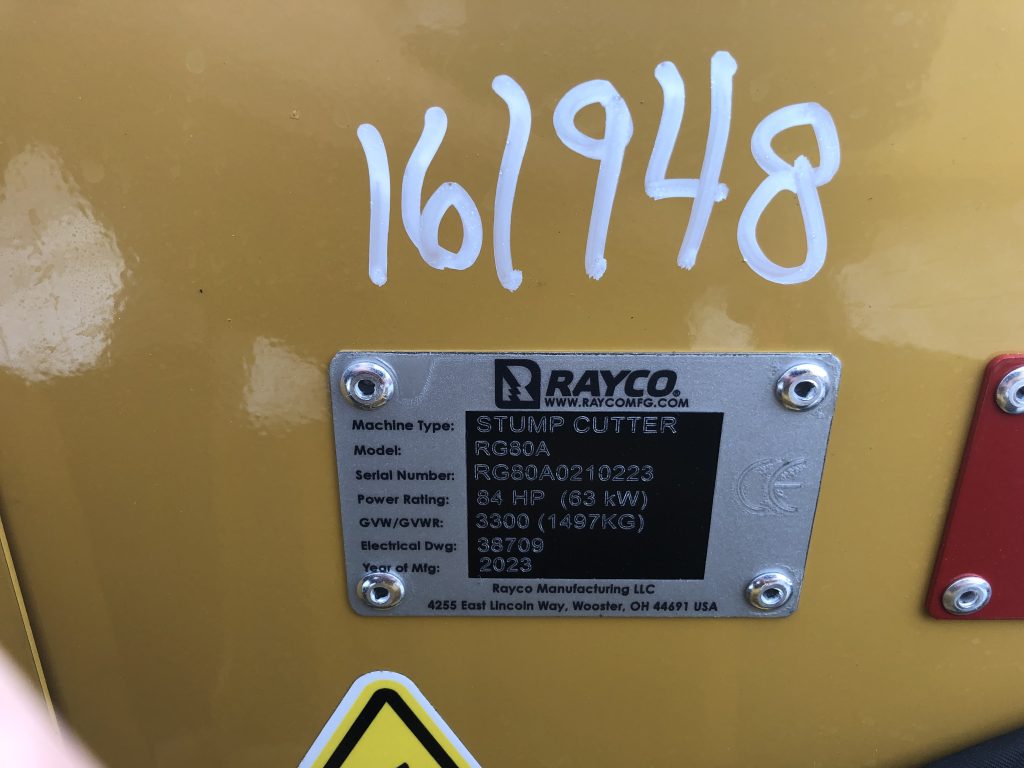 161948
RAYCO®
WWW.RAYCOMFG.COM
Machine Type: STUMP CUTTER
Model: RG80A
Serial Number: RG80A0210223
Power Rating: 84 HP (63 kW)
GVW/GVWR: 3300 (1497KG)
Electrical Dwg: 38709
Year of Mfg: 2023
CE
Rayco Manufacturing LLC
4255 East Lincoln Way, Wooster, OH 44691 USA